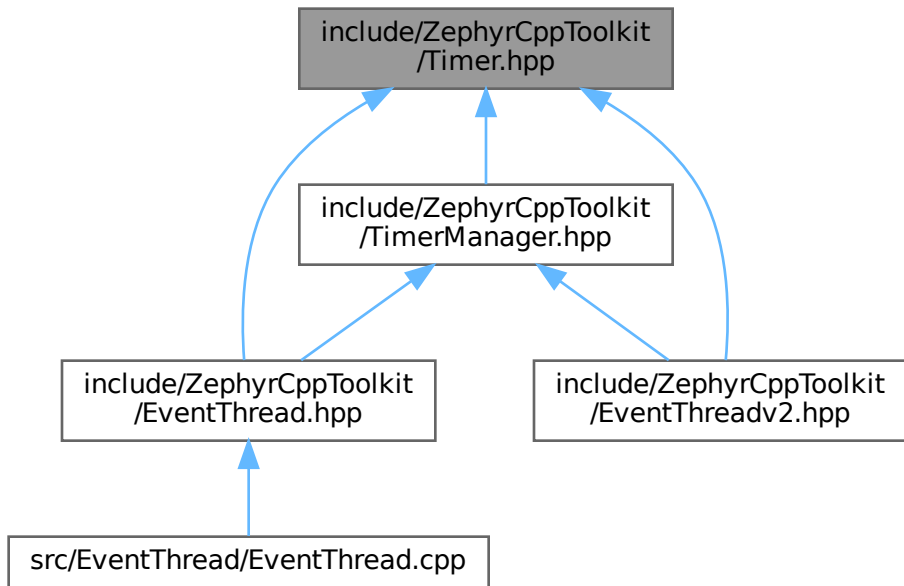 include/ZephyrCppToolkit
/Timer.hpp
include/ZephyrCppToolkit
/TimerManager.hpp
include/ZephyrCppToolkit
/EventThread.hpp
include/ZephyrCppToolkit
/EventThreadv2.hpp
src/EventThread/EventThread.cpp